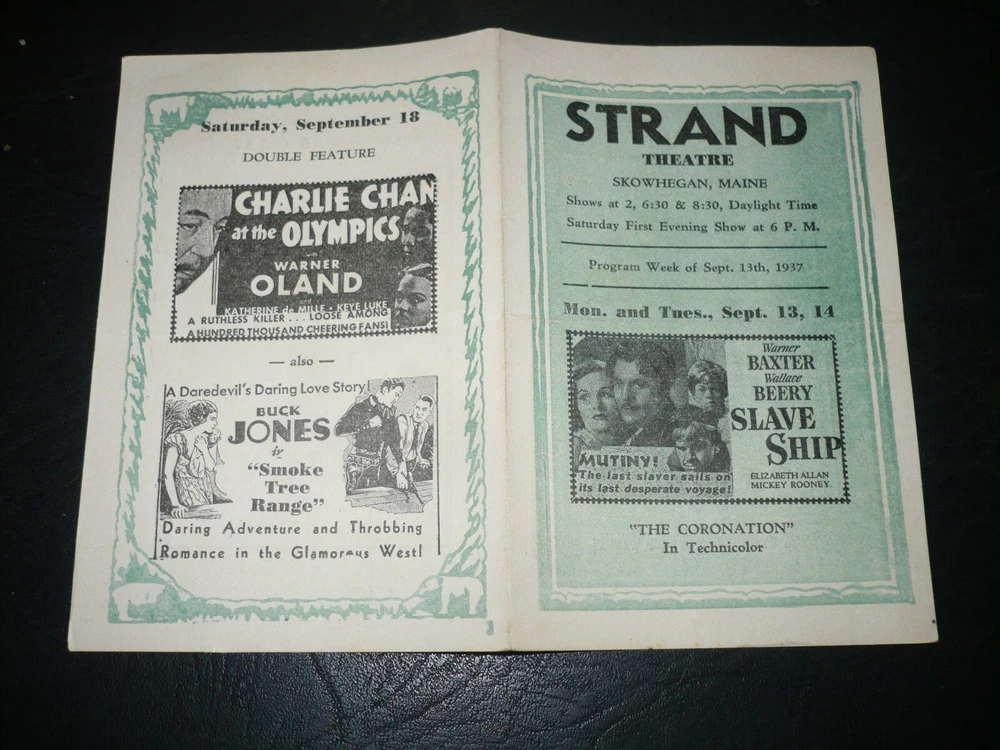 Saturday, September 18
DOUBLE FEATURE
CHARLIE CHAN
at the OLYMPICS
with
WARNER
OLAND
and
KATHERINE de MILLE · KEYE LUKE
A RUTHLESS KILLER ... LOOSE AMONG
A HUNDRED THOUSAND CHEERING FANS!
— also —
A Daredevil's Daring Love Story!
BUCK
JONES
in
"Smoke
Tree
Range"
Daring Adventure and Throbbing
Romance in the Glamorous West!
STRAND
THEATRE
SKOWHEGAN, MAINE
Shows at 2, 6:30 & 8:30, Daylight Time
Saturday First Evening Show at 6 P. M.
Program Week of Sept. 13th, 1937
Mon. and Tues., Sept. 13, 14
Warner
BAXTER
Wallace
BEERY
SLAVE
SHIP
ELIZABETH ALLAN
MICKEY ROONEY
MUTINY!
The last slaver sails on
its last desperate voyage!
"THE CORONATION"
In Technicolor